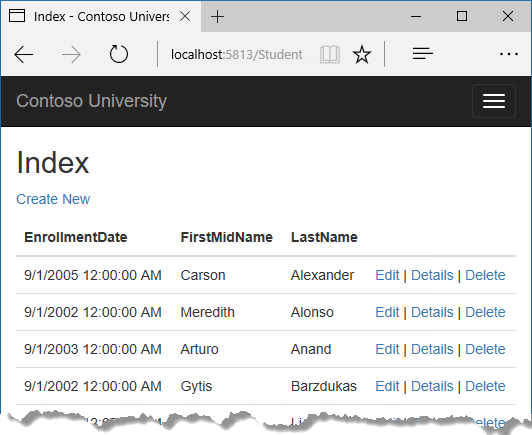 Index - Contoso Univers
localhost:5813/Student
Contoso University
Index
Create New
EnrollmentDate FirstMidName LastName
9/1/2005 12:00:00 AM Carson Alexander Edit | Details | Delete
9/1/2002 12:00:00 AM Meredith Alonso Edit | Details | Delete
9/1/2003 12:00:00 AM Arturo Anand Edit | Details | Delete
9/1/2002 12:00:00 AM Gytis Barzdukas Edit | Details | Delete